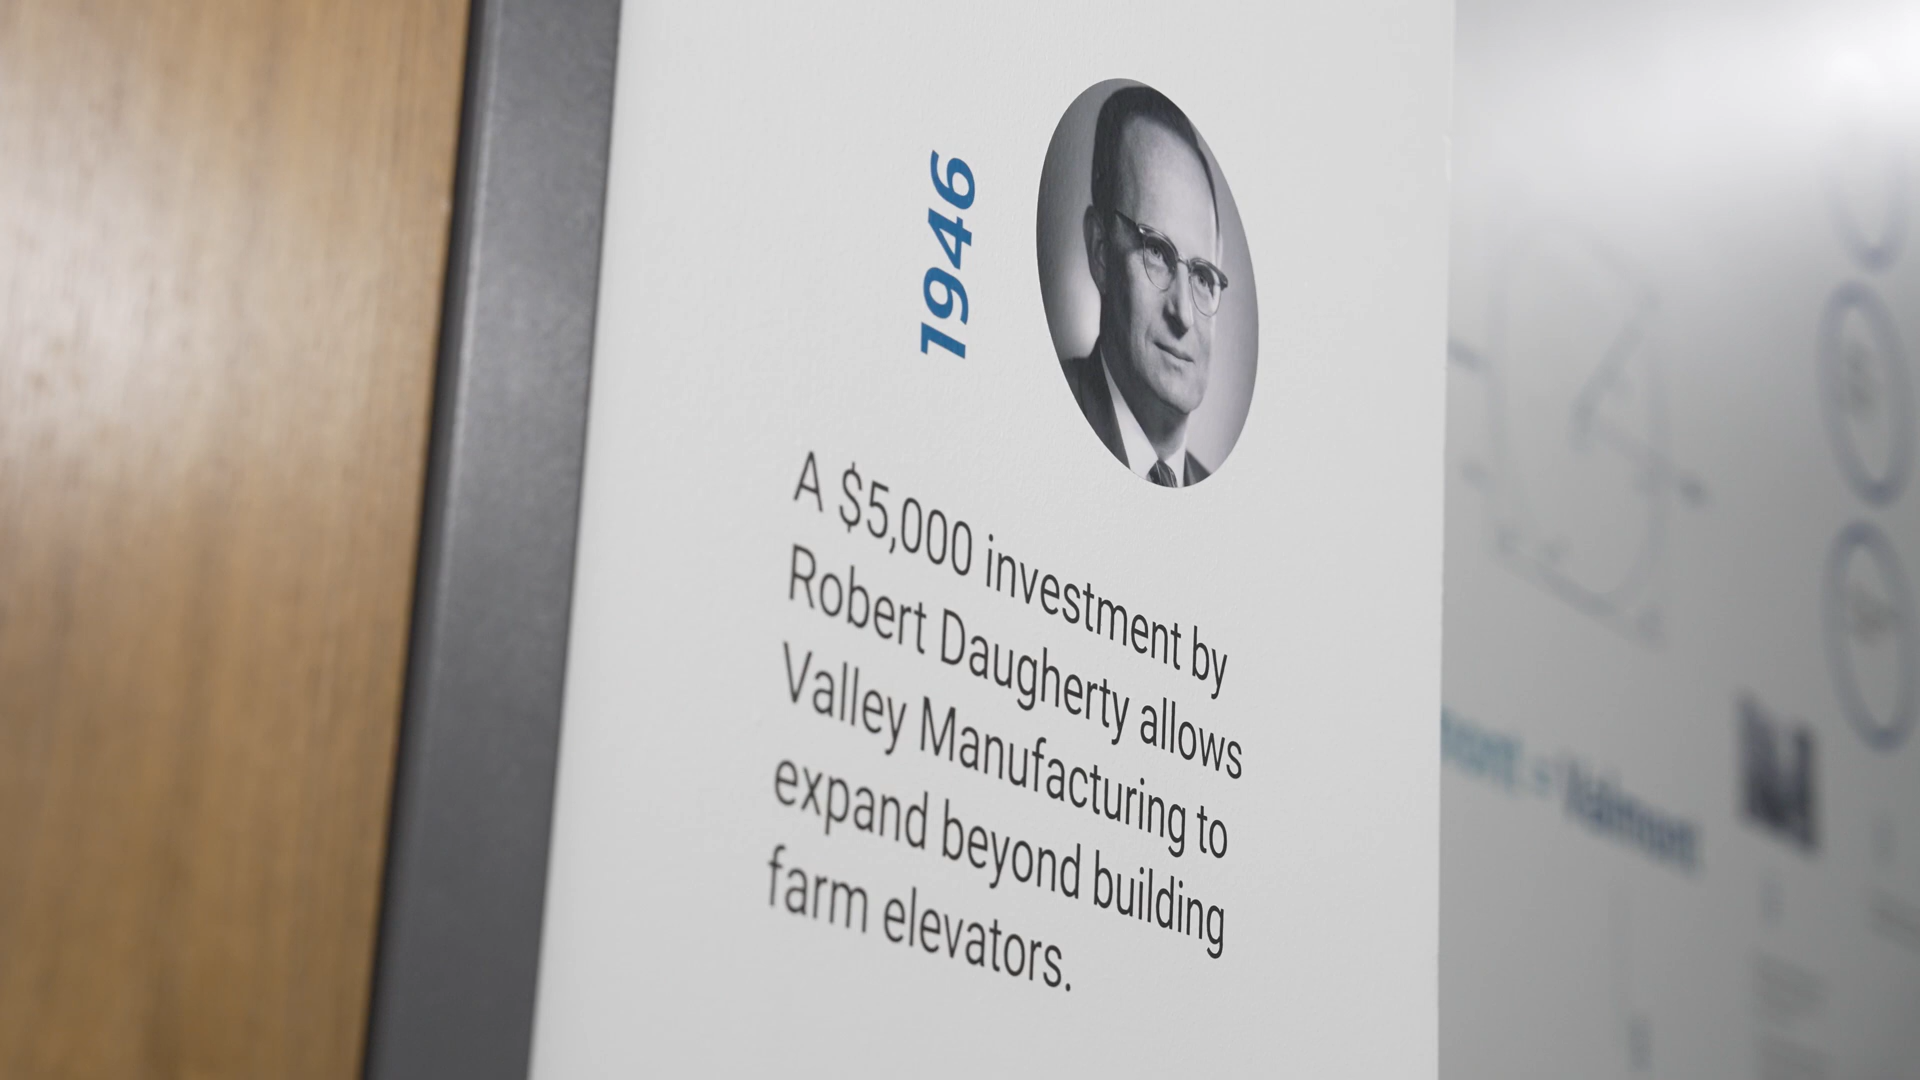 1946
A $5,000 investment by
Robert Daugherty allows
Valley Manufacturing to
expand beyond building
farm elevators.